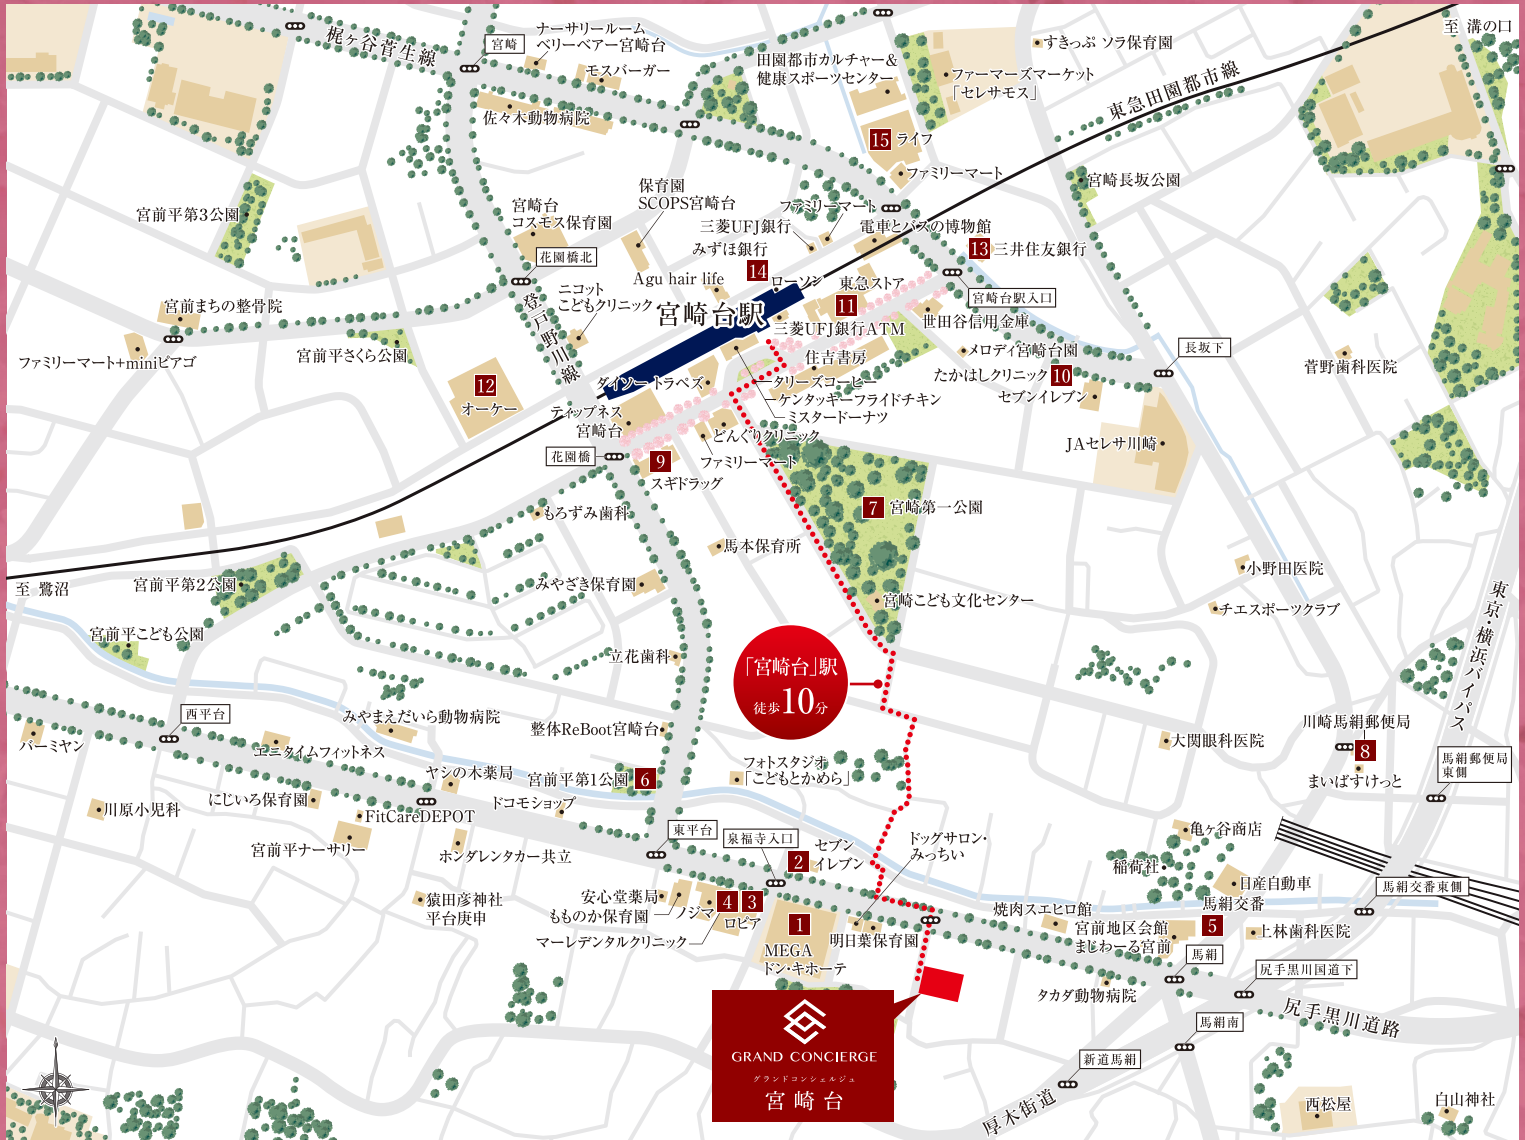 梶ヶ谷菅生線
宮崎
ナーサリールーム
ベリーベアー宮崎台
モスバーガー
佐々木動物病院
田園都市カルチャー&
健康スポーツセンター
すきっぷ ソラ保育園
ファーマーズマーケット
「セレサモス」
東急田園都市線
至 溝の口
15 ライフ
ファミリーマート
宮崎長坂公園
宮前平第3公園
保育園
SCOPS宮崎台
宮崎台
コスモス保育園
ファミリーマート
三菱UFJ銀行
電車とバスの博物館
みずほ銀行
13 三井住友銀行
花園橋北
14 ローソン
Agu hair life
東急ストア
11
宮崎台駅入口
ニコット
こどもクリニック
登戸野川線
宮崎台駅
三菱UFJ銀行ATM
世田谷信用金庫
宮前まちの整骨院
ファミリーマート+miniピアゴ
宮前平さくら公園
住吉書房
メロディ宮崎台園
たかはしクリニック
10
セブンイレブン
長坂下
菅野歯科医院
12
オーケー
ダイソー トラペズ
タリーズコーヒー
ケンタッキーフライドチキン
ミスタードーナツ
ティップネス
宮崎台
どんぐりクリニック
ファミリーマート
JAセレサ川崎
花園橋
9
スギドラッグ
7 宮崎第一公園
もろずみ歯科
馬本保育所
至 鷺沼
宮前平第2公園
みやざき保育園
宮崎こども文化センター
小野田医院
チエスポーツクラブ
東京・横浜バイパス
宮前平こども公園
立花歯科
「宮崎台」駅
徒歩10分
西平台
バーミヤン
みやまえだいら動物病院
エニタイムフィットネス
整体ReBoot宮崎台
大関眼科医院
川崎馬絹郵便局
8
まいばすけっと
馬絹郵便局
東側
ヤシの木薬局
宮前平第1公園 6
フォトスタジオ
「こどもとかめら」
川原小児科
にじいろ保育園
FitCareDEPOT
ドコモショップ
宮前平ナーサリー
ホンダレンタカー共立
東平台
泉福寺入口
2 セブン
イレブン
ドッグサロン・
みっちい
亀ヶ谷商店
稲荷社
日産自動車
馬絹交番
5
馬絹交番東側
猿田彦神社
平台庚申
安心堂薬局
もものか保育園
ノジマ
4 3
ロピア
マーレデンタルクリニック
1
MEGA
ドン・キホーテ
明日葉保育園
焼肉スエヒロ館
宮前地区会館
まじわーる宮前
上林歯科医院
馬絹
尻手黒川国道下
タカダ動物病院
尻手黒川道路
馬絹南
新道馬絹
厚木街道
西松屋
白山神社
GRAND CONCIERGE
グランドコンシェルジュ
宮崎台